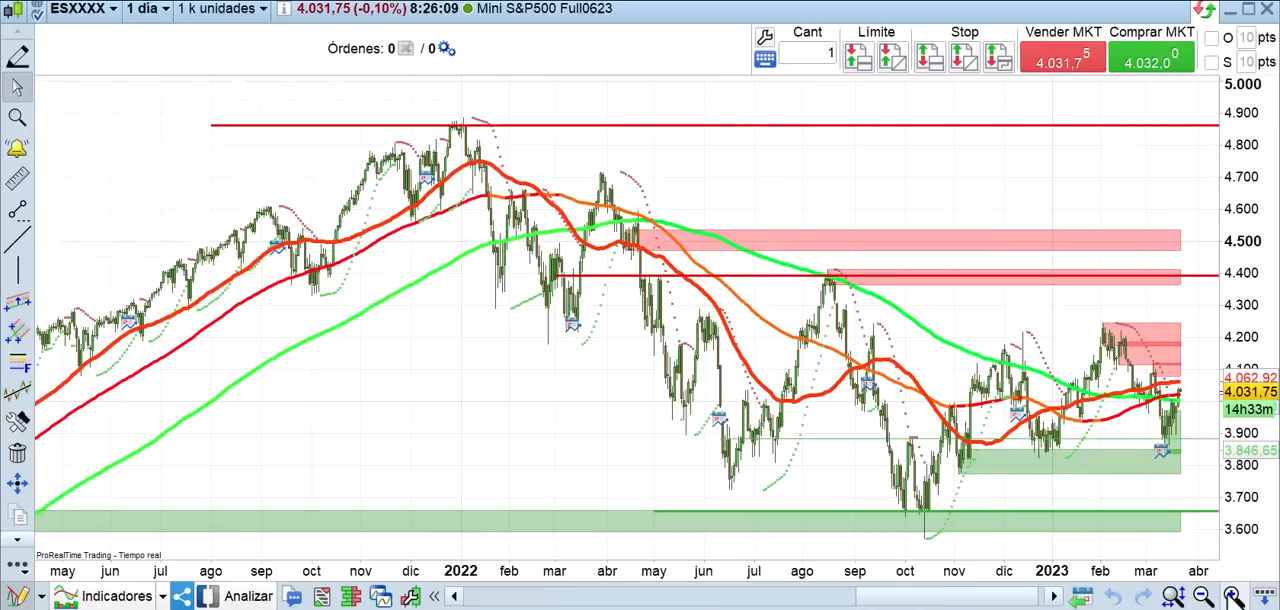 ESXXXX 1 día 1 k unidades 4.031,75 (-0,10%) 8:26:09 Mini S&P500 Full0623
Órdenes: 0 / 0
Cant Límite Stop Vender MKT Comprar MKT
1 4.031,7 5 4.032,0 0
O 10 pts
S 10 pts
5.000
4.900
4.800
4.700
4.600
4.500
4.400
4.300
4.200
4.062,92
4.031,75
14h33m
3.900
3.846,65
3.800
3.700
3.600
ProRealTime Trading - Tiempo real
may jun jul ago sep oct nov dic 2022 feb mar abr may jun jul ago sep oct nov dic 2023 feb mar abr
Indicadores Analizar